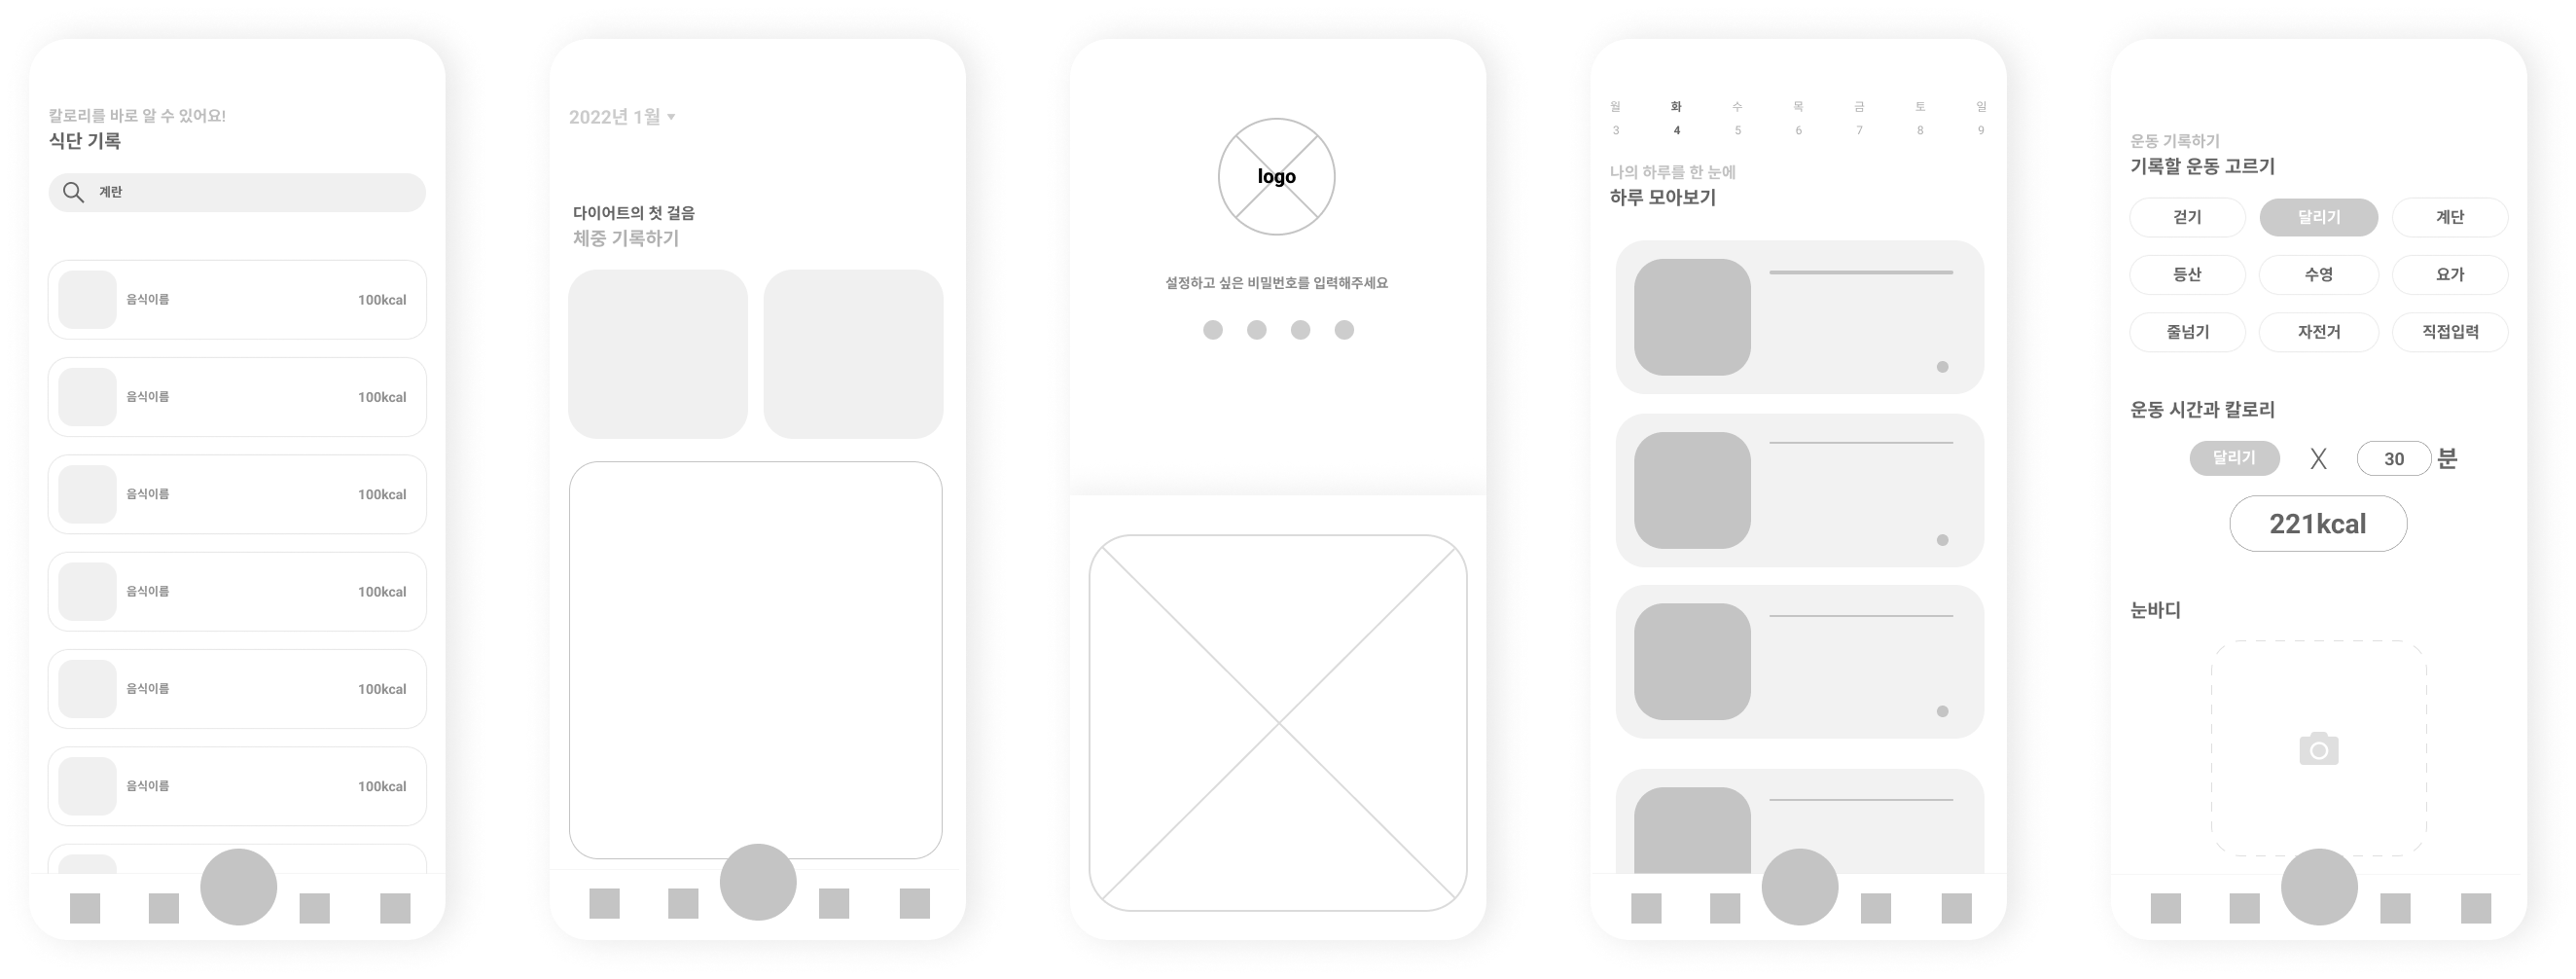 칼로리를 바로 알 수 있어요!
식단 기록
계란
음식이름 100kcal
음식이름 100kcal
음식이름 100kcal
음식이름 100kcal
음식이름 100kcal
음식이름 100kcal
2022년 1월
다이어트의 첫 걸음
체중 기록하기
logo
설정하고 싶은 비밀번호를 입력해주세요
월 화 수 목 금 토 일
3 4 5 6 7 8 9
나의 하루를 한 눈에
하루 모아보기
운동 기록하기
기록할 운동 고르기
걷기 달리기 계단
등산 수영 요가
줄넘기 자전거 직접입력
운동 시간과 칼로리
달리기 X 30 분
221kcal
눈바디